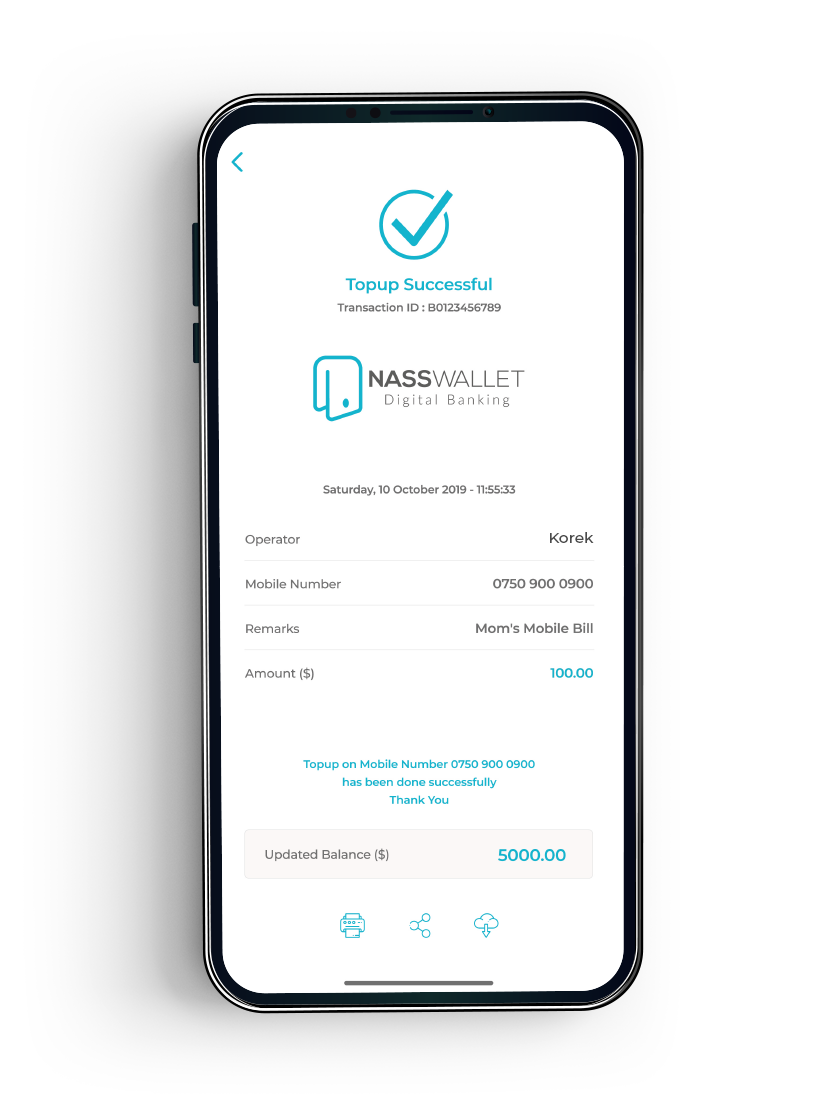 Topup Successful
Transaction ID : B0123456789
NASSWALLET
Digital Banking
Saturday, 10 October 2019 - 11:55:33
Operator Korek
Mobile Number 0750 900 0900
Remarks Mom's Mobile Bill
Amount ($) 100.00
Topup on Mobile Number 0750 900 0900
has been done successfully
Thank You
Updated Balance ($) 5000.00